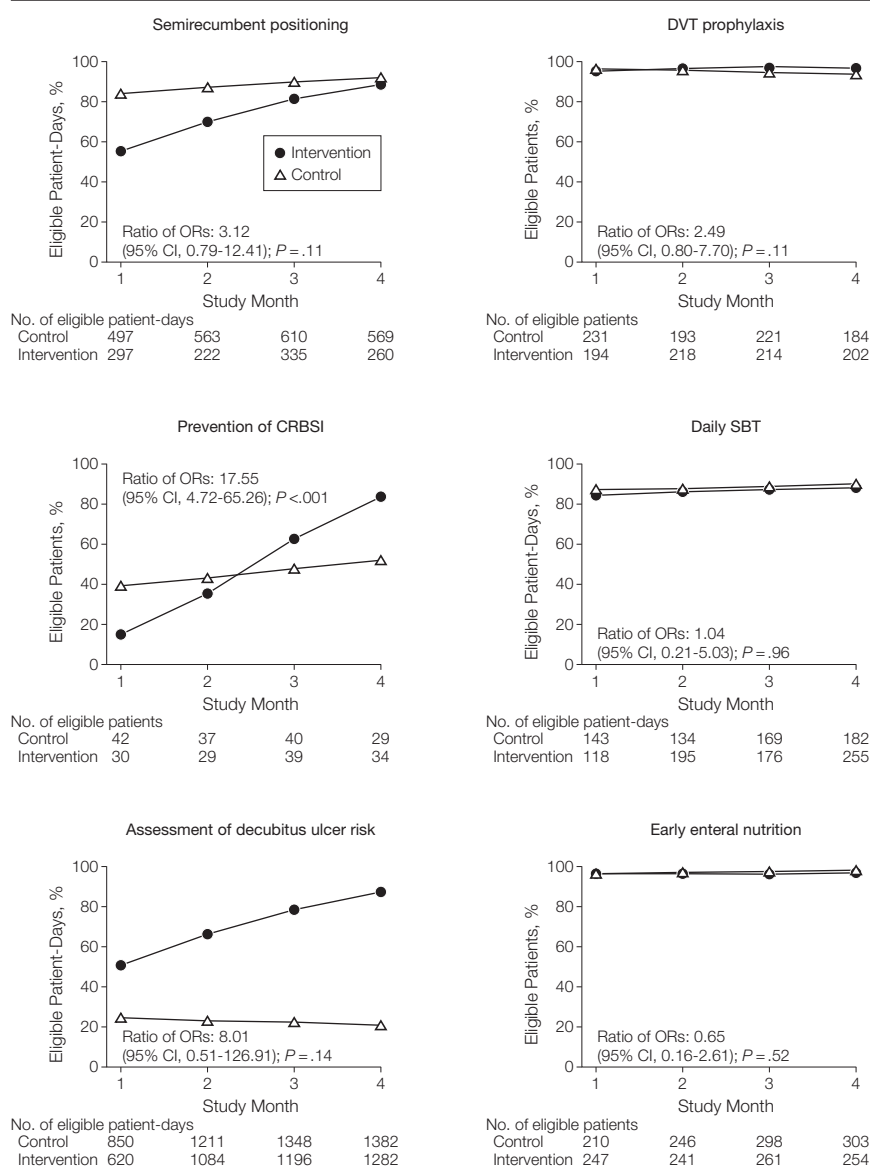 Semirecumbent positioning
100
80
60
40
20
0
Eligible Patient-Days, %
Intervention
Control
Ratio of ORs: 3.12
(95% CI, 0.79-12.41); P = .11
1 2 3 4
Study Month
No. of eligible patient-days
Control 497 563 610 569
Intervention 297 222 335 260
DVT prophylaxis
100
80
60
40
20
0
Eligible Patients, %
Ratio of ORs: 2.49
(95% CI, 0.80-7.70); P = .11
1 2 3 4
Study Month
No. of eligible patients
Control 231 193 221 184
Intervention 194 218 214 202
Prevention of CRBSI
100
80
60
40
20
0
Eligible Patients, %
Ratio of ORs: 17.55
(95% CI, 4.72-65.26); P <.001
1 2 3 4
Study Month
No. of eligible patients
Control 42 37 40 29
Intervention 30 29 39 34
Daily SBT
100
80
60
40
20
0
Eligible Patient-Days, %
Ratio of ORs: 1.04
(95% CI, 0.21-5.03); P = .96
1 2 3 4
Study Month
No. of eligible patient-days
Control 143 134 169 182
Intervention 118 195 176 255
Assessment of decubitus ulcer risk
100
80
60
40
20
0
Eligible Patient-Days, %
Ratio of ORs: 8.01
(95% CI, 0.51-126.91); P = .14
1 2 3 4
Study Month
No. of eligible patient-days
Control 850 1211 1348 1382
Intervention 620 1084 1196 1282
Early enteral nutrition
100
80
60
40
20
0
Eligible Patients, %
Ratio of ORs: 0.65
(95% CI, 0.16-2.61); P = .52
1 2 3 4
Study Month
No. of eligible patients
Control 210 246 298 303
Intervention 247 241 261 254